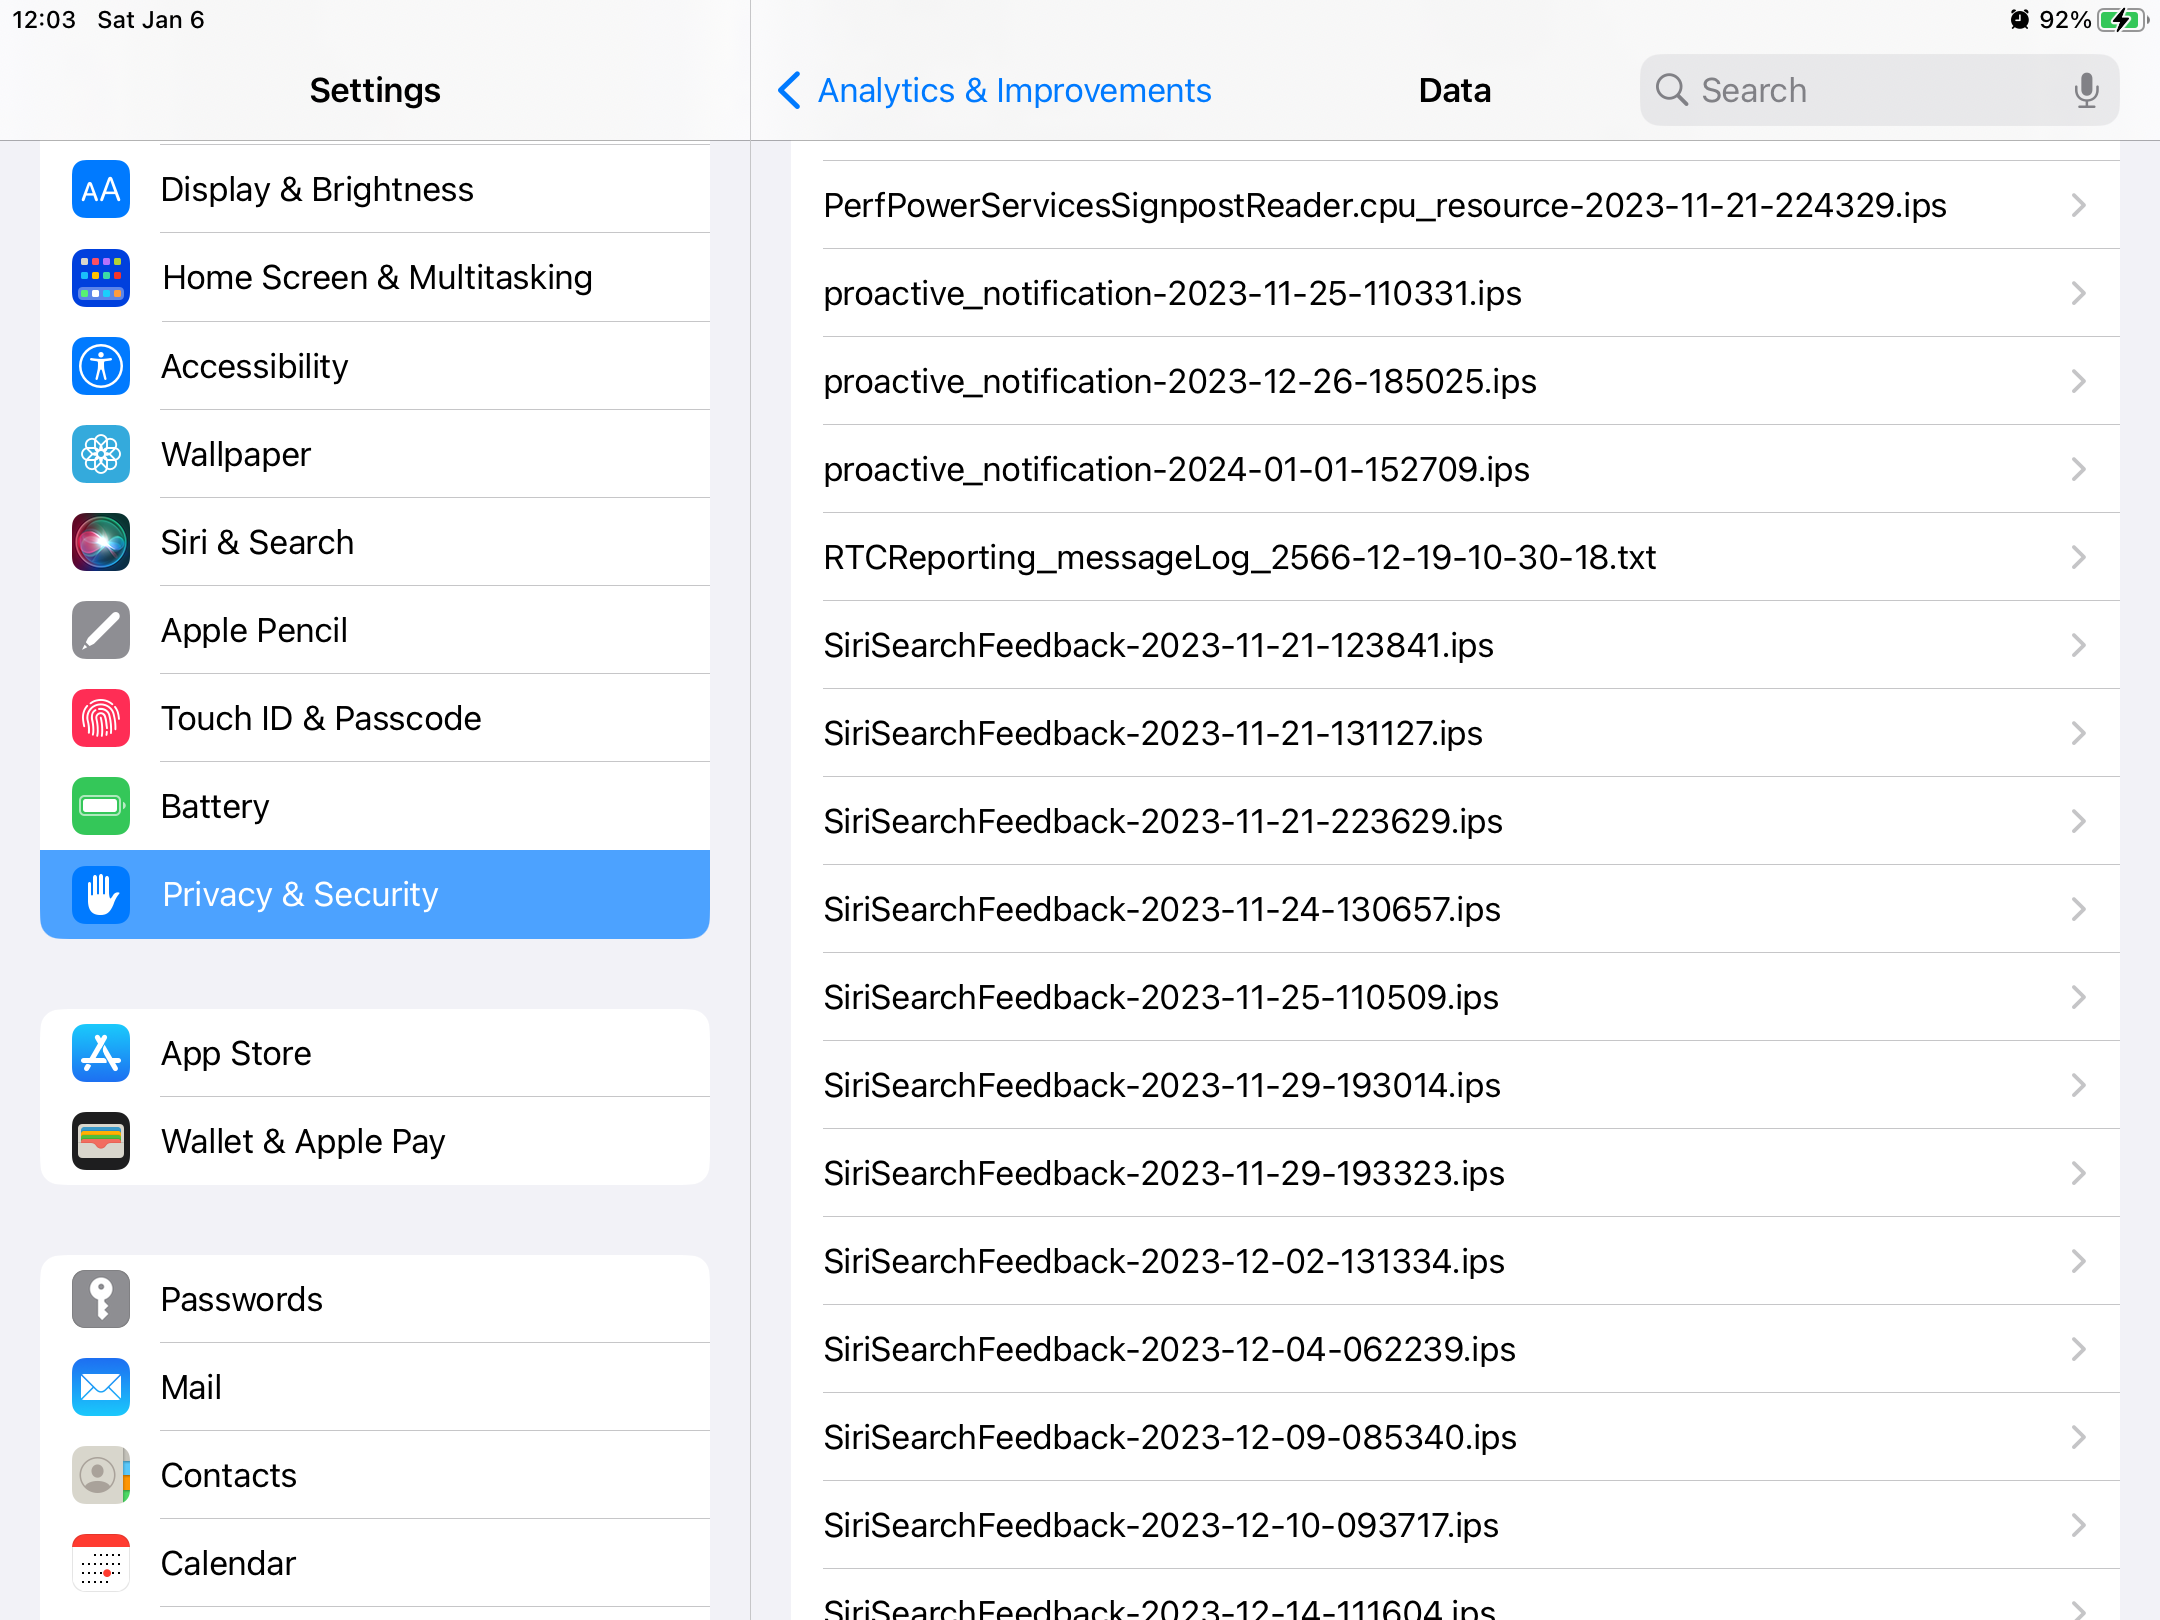 12:03 Sat Jan 6
92%
Settings
Display & Brightness
Home Screen & Multitasking
Accessibility
Wallpaper
Siri & Search
Apple Pencil
Touch ID & Passcode
Battery
Privacy & Security
App Store
Wallet & Apple Pay
Passwords
Mail
Contacts
Calendar
Analytics & Improvements
Data
Search
PerfPowerServicesSignpostReader.cpu_resource-2023-11-21-224329.ips
proactive_notification-2023-11-25-110331.ips
proactive_notification-2023-12-26-185025.ips
proactive_notification-2024-01-01-152709.ips
RTCReporting_messageLog_2566-12-19-10-30-18.txt
SiriSearchFeedback-2023-11-21-123841.ips
SiriSearchFeedback-2023-11-21-131127.ips
SiriSearchFeedback-2023-11-21-223629.ips
SiriSearchFeedback-2023-11-24-130657.ips
SiriSearchFeedback-2023-11-25-110509.ips
SiriSearchFeedback-2023-11-29-193014.ips
SiriSearchFeedback-2023-11-29-193323.ips
SiriSearchFeedback-2023-12-02-131334.ips
SiriSearchFeedback-2023-12-04-062239.ips
SiriSearchFeedback-2023-12-09-085340.ips
SiriSearchFeedback-2023-12-10-093717.ips
SiriSearchFeedback-2023-12-14-111604.ips